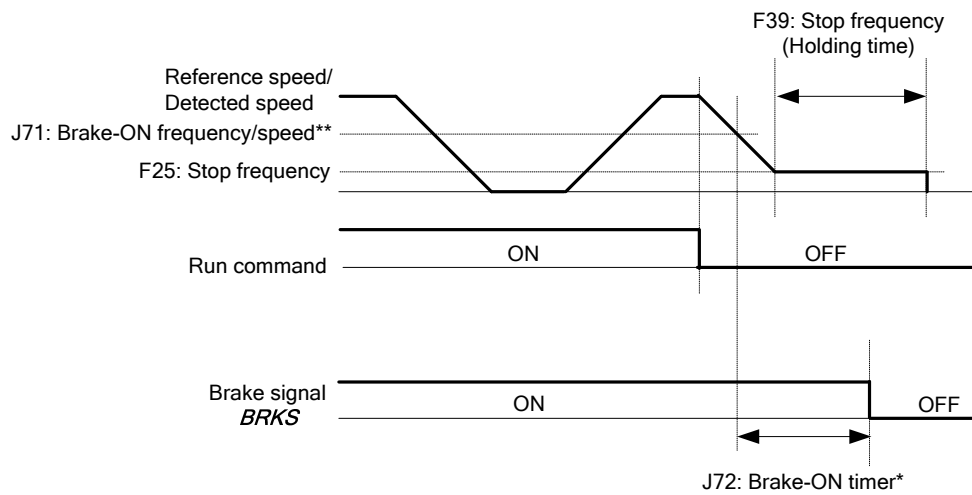 F39: Stop frequency
(Holding time)
Reference speed/
Detected speed
J71: Brake-ON frequency/speed**
F25: Stop frequency
Run command
ON
OFF
Brake signal
BRKS
ON
OFF
J72: Brake-ON timer*